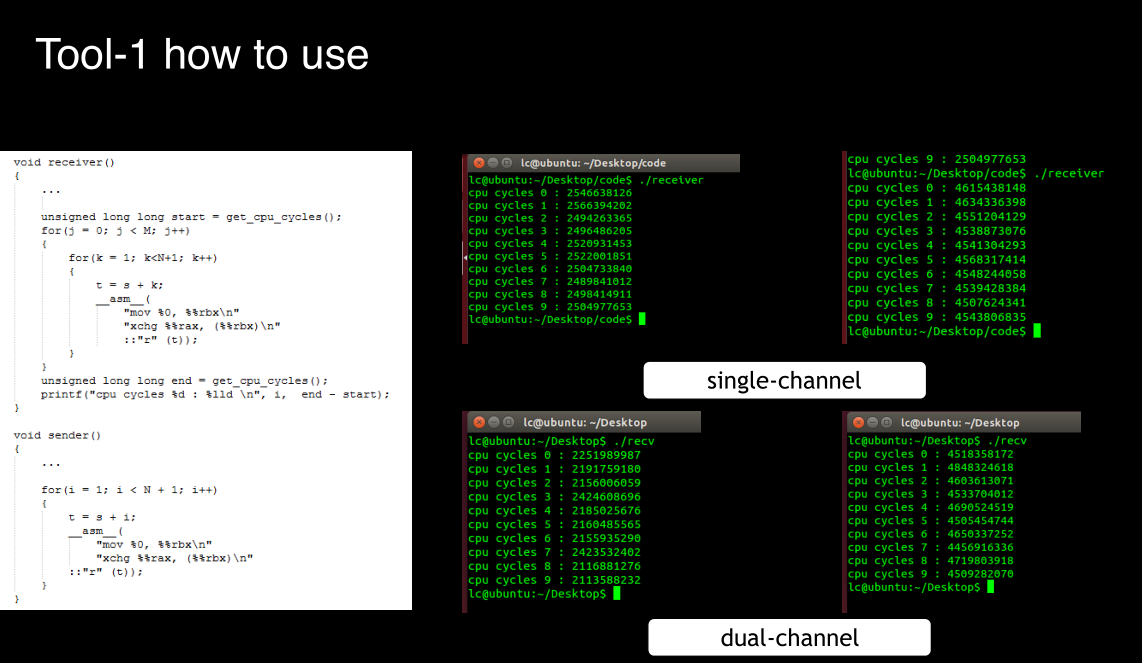 Tool-1 how to use
void receiver()
{
...
unsigned long long start = get_cpu_cycles();
for(j = 0; j < M; j++)
{
for(k = 1; k<N+1; k++)
{
t = s + k;
__asm__(
"mov %0, %%rbx\n"
"xchg %%rax, (%%rbx)\n"
::"r" (t));
}
}
unsigned long long end = get_cpu_cycles();
printf("cpu cycles %d : %lld \n", i,  end - start);
}
void sender()
{
...
for(i = 1; i < N + 1; i++)
{
t = s + i;
__asm__(
"mov %0, %%rbx\n"
"xchg %%rax, (%%rbx)\n"
::"r" (t));
}
}
lc@ubuntu: ~/Desktop/code
lc@ubuntu:~/Desktop/code$ ./receiver
cpu cycles 0 : 2546638126
cpu cycles 1 : 2566394202
cpu cycles 2 : 2494263365
cpu cycles 3 : 2496486205
cpu cycles 4 : 2520931453
cpu cycles 5 : 2522001851
cpu cycles 6 : 2504733840
cpu cycles 7 : 2489841012
cpu cycles 8 : 2498414911
cpu cycles 9 : 2504977653
lc@ubuntu:~/Desktop/code$
cpu cycles 9 : 2504977653
lc@ubuntu:~/Desktop/code$ ./receiver
cpu cycles 0 : 4615438148
cpu cycles 1 : 4634336398
cpu cycles 2 : 4551204129
cpu cycles 3 : 4538873076
cpu cycles 4 : 4541304293
cpu cycles 5 : 4568317414
cpu cycles 6 : 4548244058
cpu cycles 7 : 4539428384
cpu cycles 8 : 4507624341
cpu cycles 9 : 4543806835
lc@ubuntu:~/Desktop/code$
single-channel
lc@ubuntu: ~/Desktop
lc@ubuntu:~/Desktop$ ./recv
cpu cycles 0 : 2251989987
cpu cycles 1 : 2191759180
cpu cycles 2 : 2156006059
cpu cycles 3 : 2424608696
cpu cycles 4 : 2185025676
cpu cycles 5 : 2160485565
cpu cycles 6 : 2155935290
cpu cycles 7 : 2423532402
cpu cycles 8 : 2116881276
cpu cycles 9 : 2113588232
lc@ubuntu:~/Desktop$
lc@ubuntu: ~/Desktop
lc@ubuntu:~/Desktop$ ./recv
cpu cycles 0 : 4518358172
cpu cycles 1 : 4848324618
cpu cycles 2 : 4603613071
cpu cycles 3 : 4533704012
cpu cycles 4 : 4690524519
cpu cycles 5 : 4505454744
cpu cycles 6 : 4650337252
cpu cycles 7 : 4456916336
cpu cycles 8 : 4719803918
cpu cycles 9 : 4509282070
lc@ubuntu:~/Desktop$
dual-channel